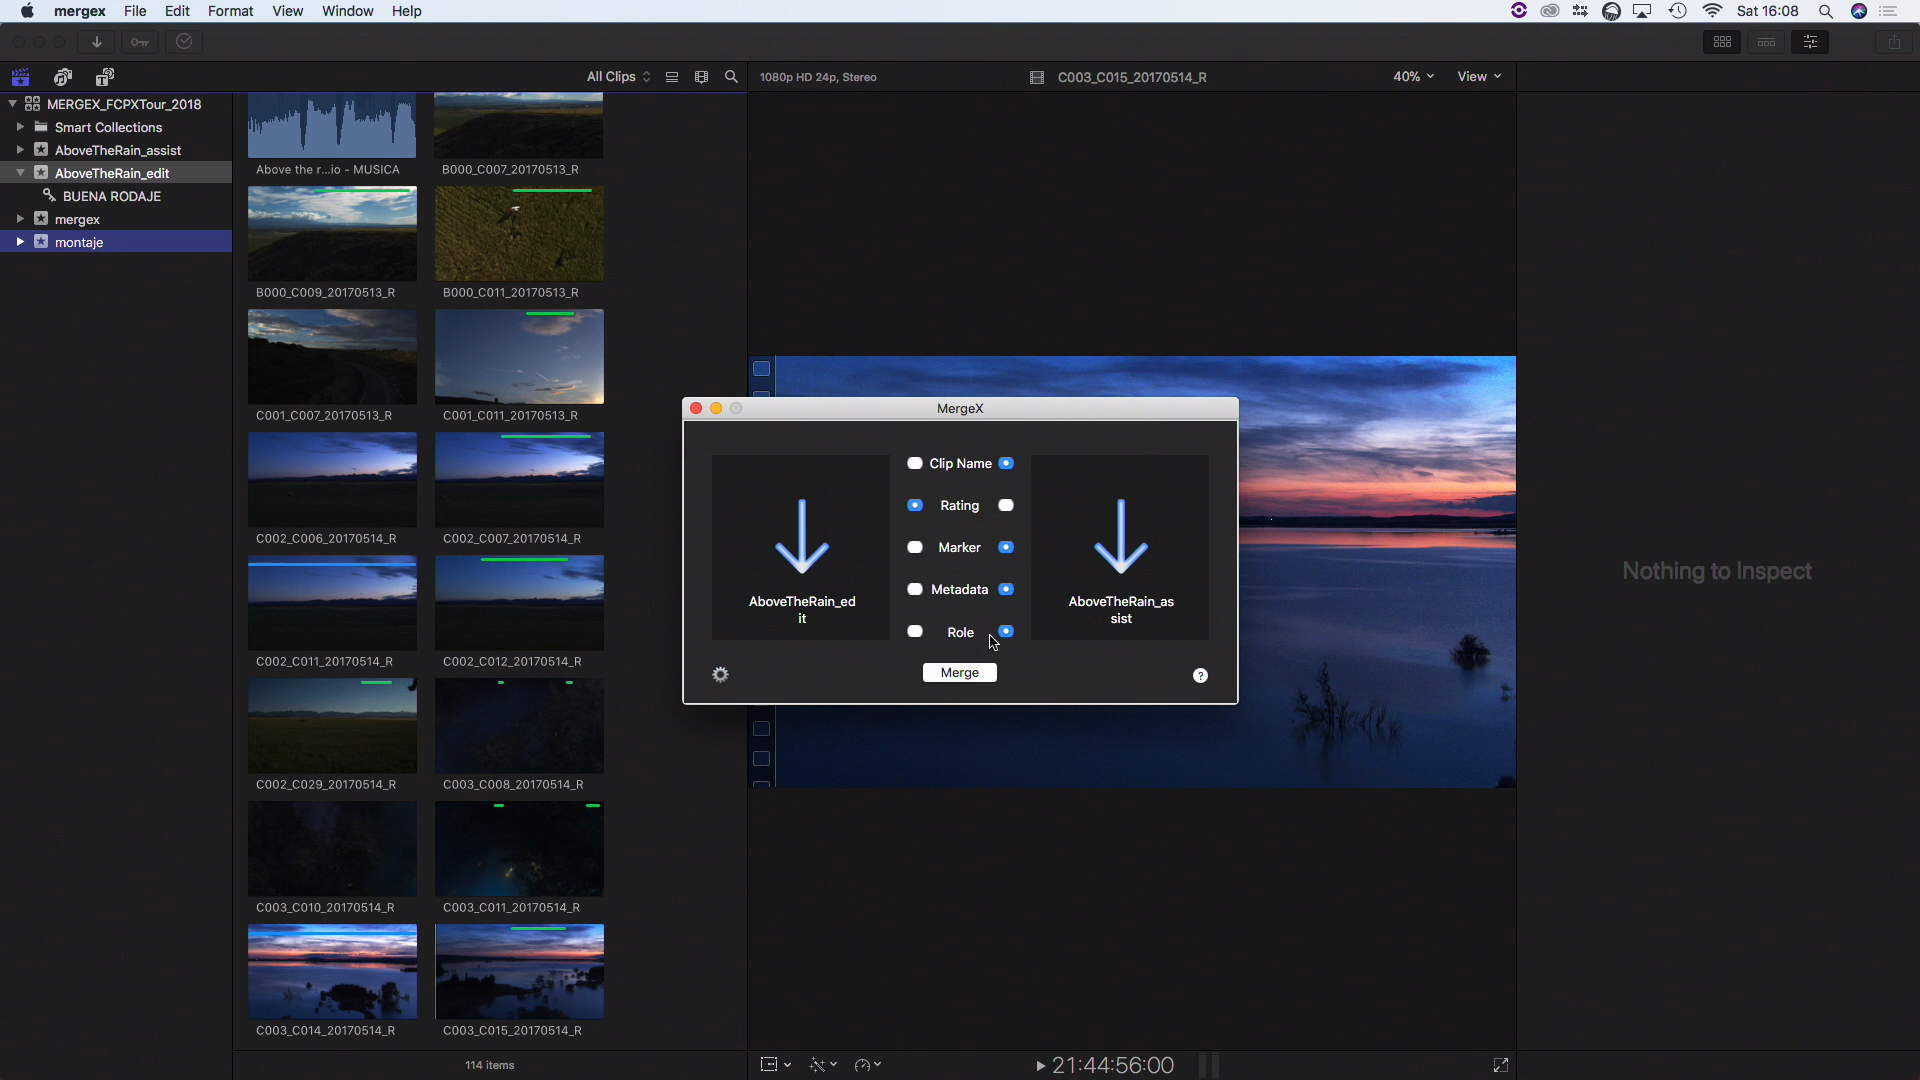 mergex File Edit Format View Window Help
Sat 16:08
All Clips
1080p HD 24p, Stereo
C003_C015_20170514_R
40%
View
MERGEX_FCPXTour_2018
Smart Collections
AboveTheRain_assist
AboveTheRain_edit
BUENA RODAJE
mergex
montaje
Above the r...io - MUSICA
B000_C007_20170513_R
B000_C009_20170513_R
B000_C011_20170513_R
C001_C007_20170513_R
C001_C011_20170513_R
C002_C006_20170514_R
C002_C007_20170514_R
C002_C011_20170514_R
C002_C012_20170514_R
C002_C029_20170514_R
C003_C008_20170514_R
C003_C010_20170514_R
C003_C011_20170514_R
C003_C014_20170514_R
C003_C015_20170514_R
114 items
MergeX
AboveTheRain_ed
it
Clip Name
Rating
Marker
Metadata
Role
Merge
AboveTheRain_as
sist
?
Nothing to Inspect
21:44:56:00